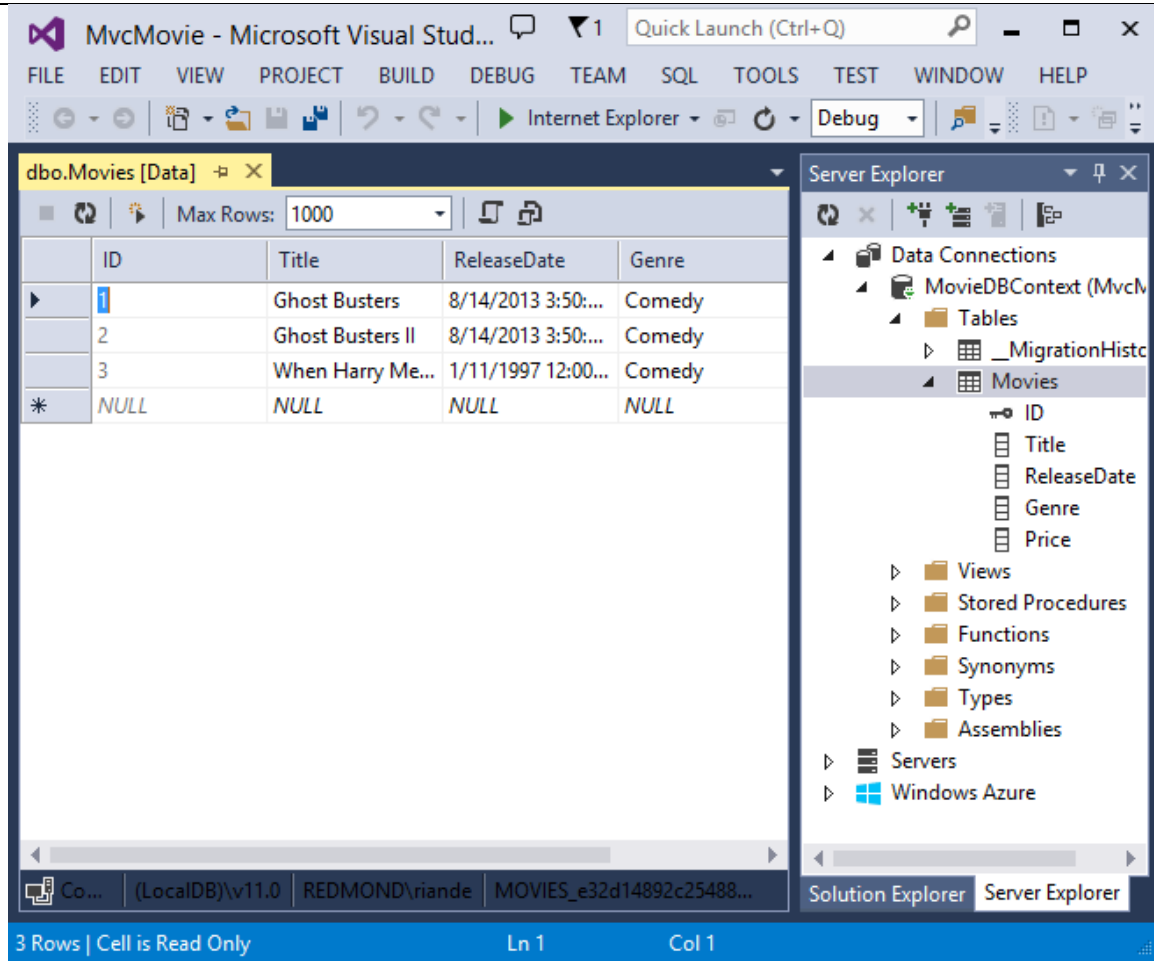 MvcMovie - Microsoft Visual Stud... 1 Quick Launch (Ctrl+Q)
FILE EDIT VIEW PROJECT BUILD DEBUG TEAM SQL TOOLS TEST WINDOW HELP
Internet Explorer Debug
dbo.Movies [Data]
Max Rows: 1000
ID Title ReleaseDate Genre
1 Ghost Busters 8/14/2013 3:50:... Comedy
2 Ghost Busters II 8/14/2013 3:50:... Comedy
3 When Harry Me... 1/11/1997 12:00... Comedy
NULL NULL NULL NULL
Co... (LocalDB)\v11.0 REDMOND\riande MOVIES_e32d14892c25488...
Server Explorer
Data Connections
MovieDBContext (MvcM
Tables
__MigrationHisto
Movies
ID
Title
ReleaseDate
Genre
Price
Views
Stored Procedures
Functions
Synonyms
Types
Assemblies
Servers
Windows Azure
Solution Explorer Server Explorer
3 Rows | Cell is Read Only Ln 1 Col 1